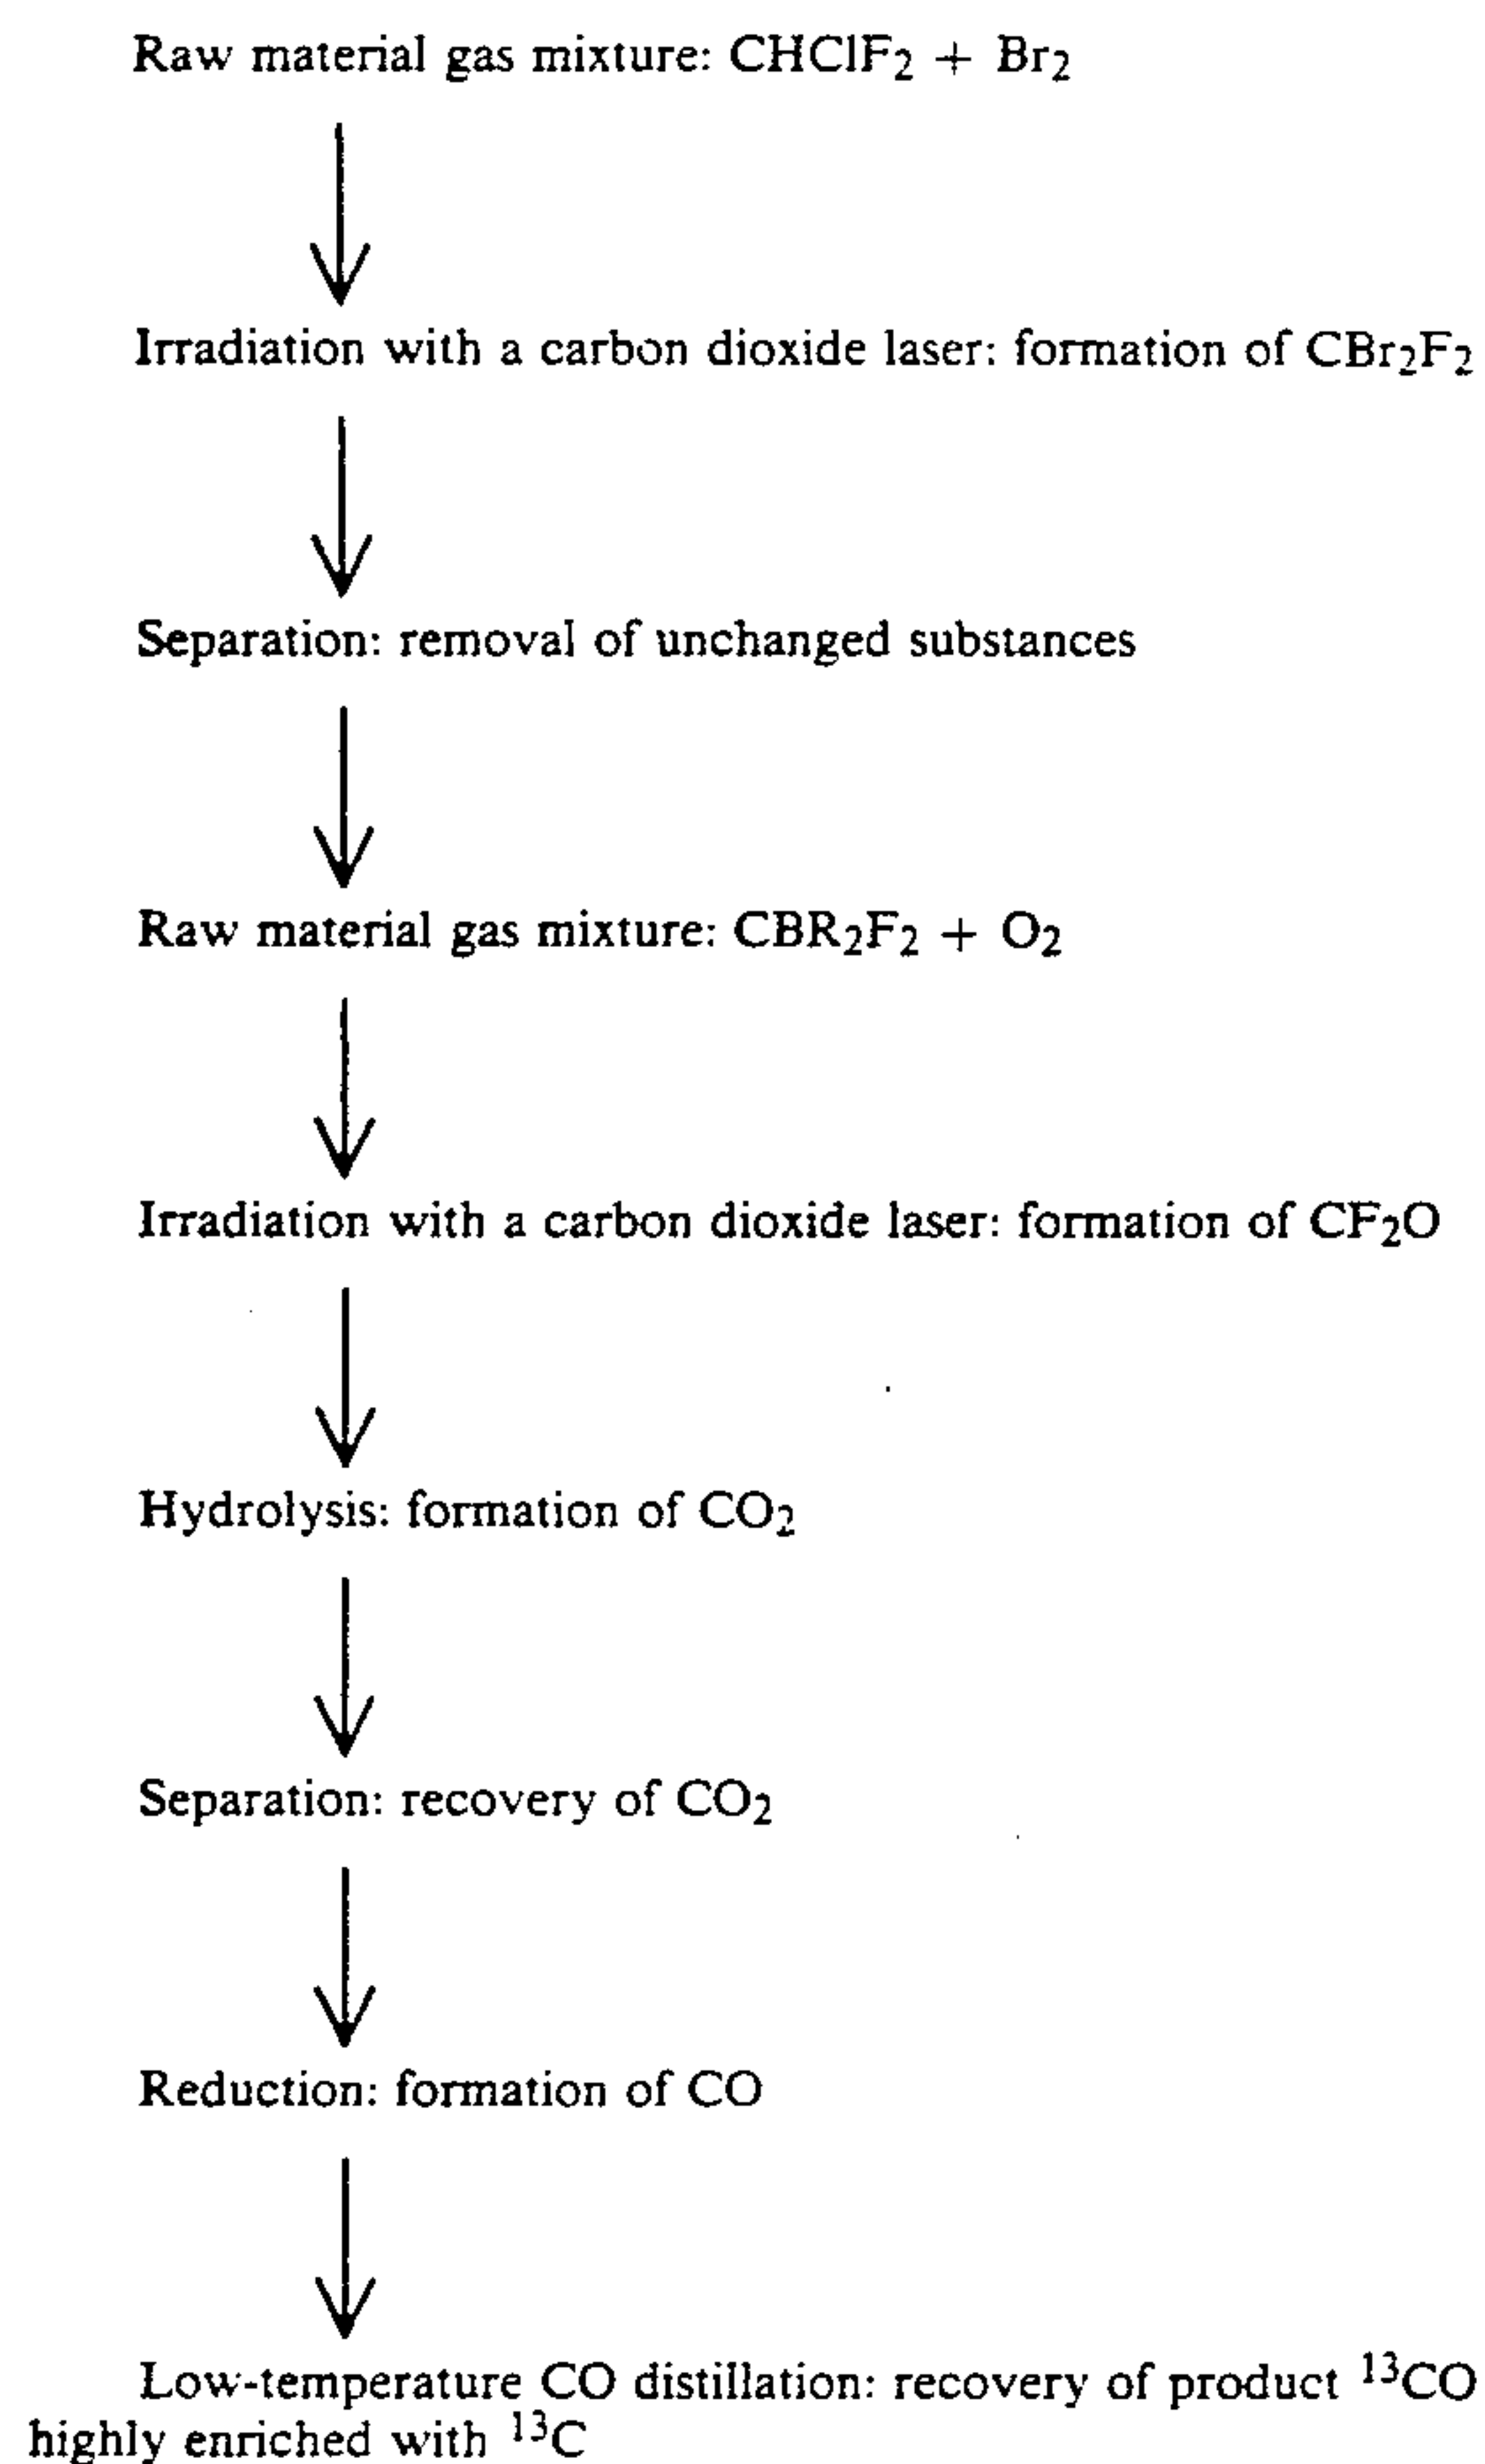 Raw material gas mixture: CHClF₂ + Br₂
Irradiation with a carbon dioxide laser: formation of CBr₂F₂
Separation: removal of unchanged substances
Raw material gas mixture: CBR₂F₂ + O₂
Irradiation with a carbon dioxide laser: formation of CF₂O
Hydrolysis: formation of CO₂
Separation: recovery of CO₂
Reduction: formation of CO
Low-temperature CO distillation: recovery of product ¹³CO
highly enriched with ¹³C